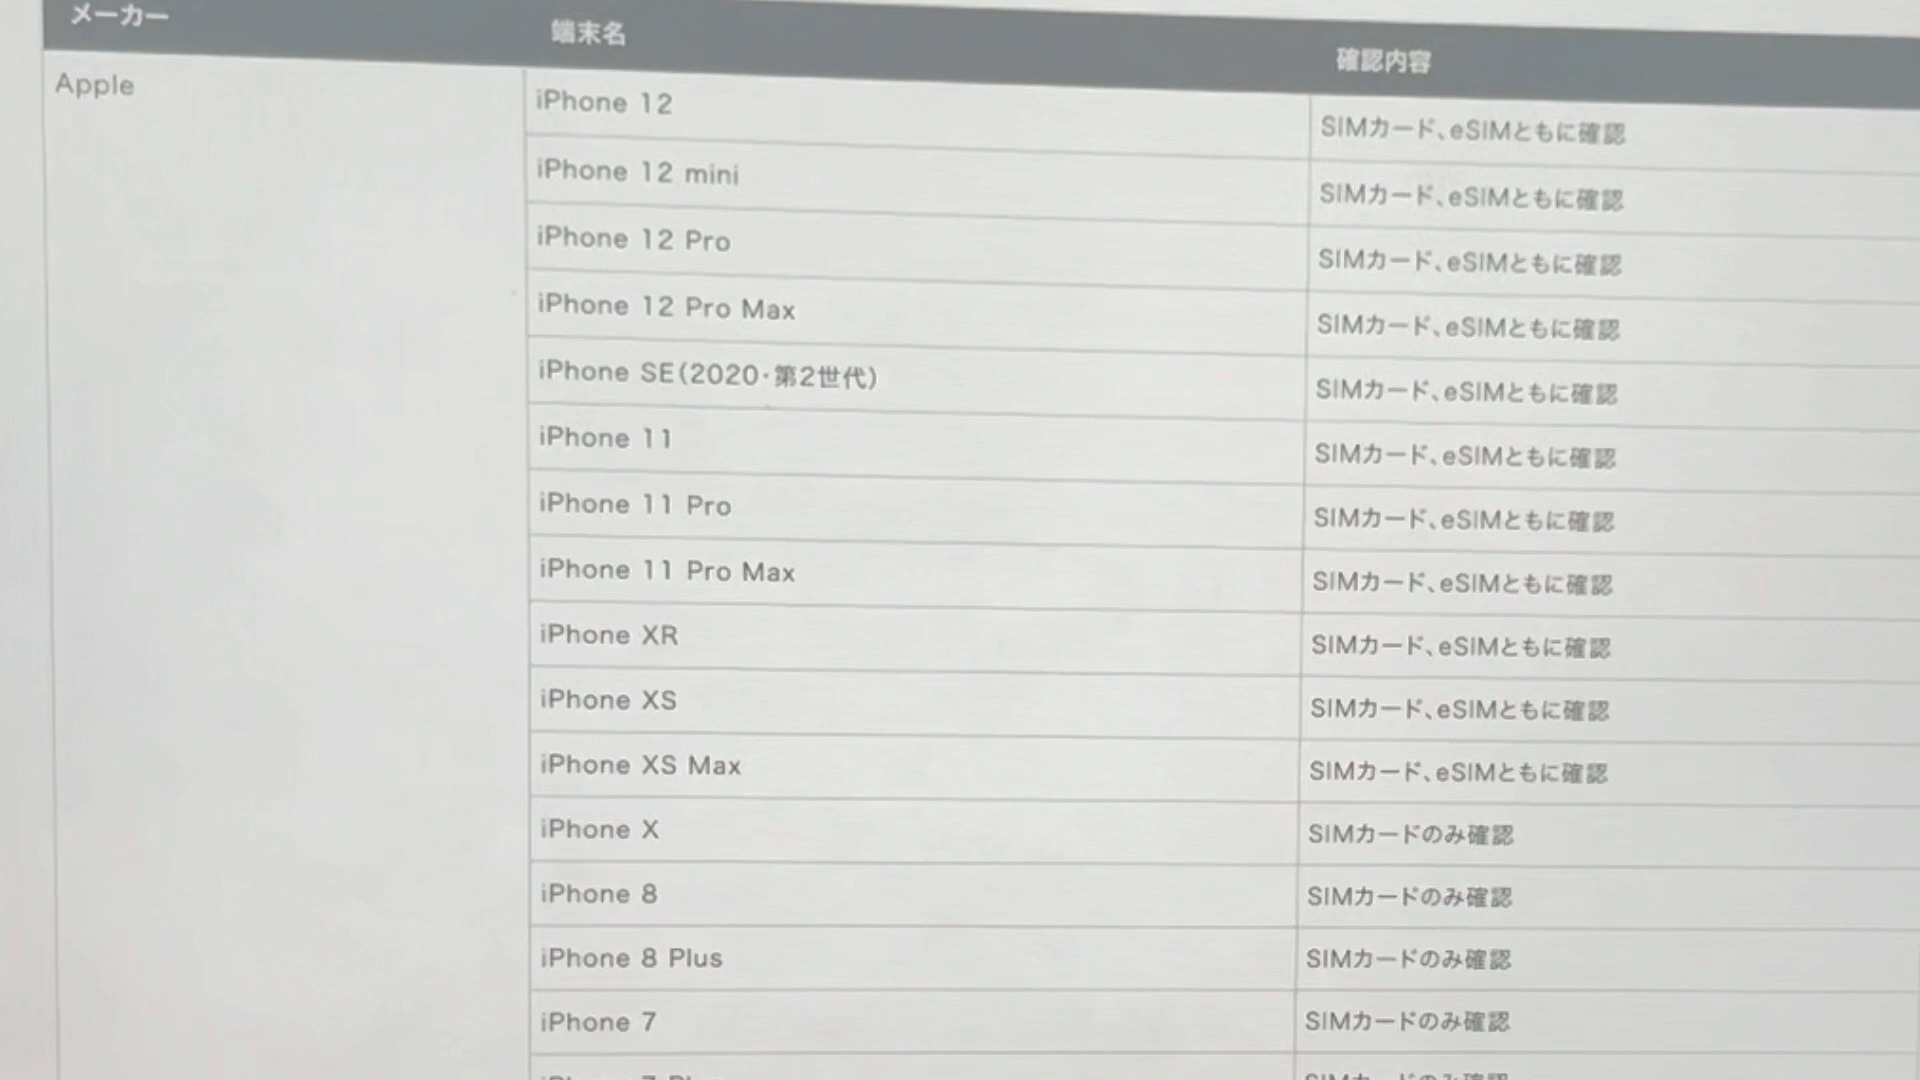 メーカー 端末名 確認内容
Apple iPhone 12 SIMカード、eSIMともに確認
iPhone 12 mini SIMカード、eSIMともに確認
iPhone 12 Pro SIMカード、eSIMともに確認
iPhone 12 Pro Max SIMカード、eSIMともに確認
iPhone SE(2020・第2世代) SIMカード、eSIMともに確認
iPhone 11 SIMカード、eSIMともに確認
iPhone 11 Pro SIMカード、eSIMともに確認
iPhone 11 Pro Max SIMカード、eSIMともに確認
iPhone XR SIMカード、eSIMともに確認
iPhone XS SIMカード、eSIMともに確認
iPhone XS Max SIMカード、eSIMともに確認
iPhone X SIMカードのみ確認
iPhone 8 SIMカードのみ確認
iPhone 8 Plus SIMカードのみ確認
iPhone 7 SIMカードのみ確認